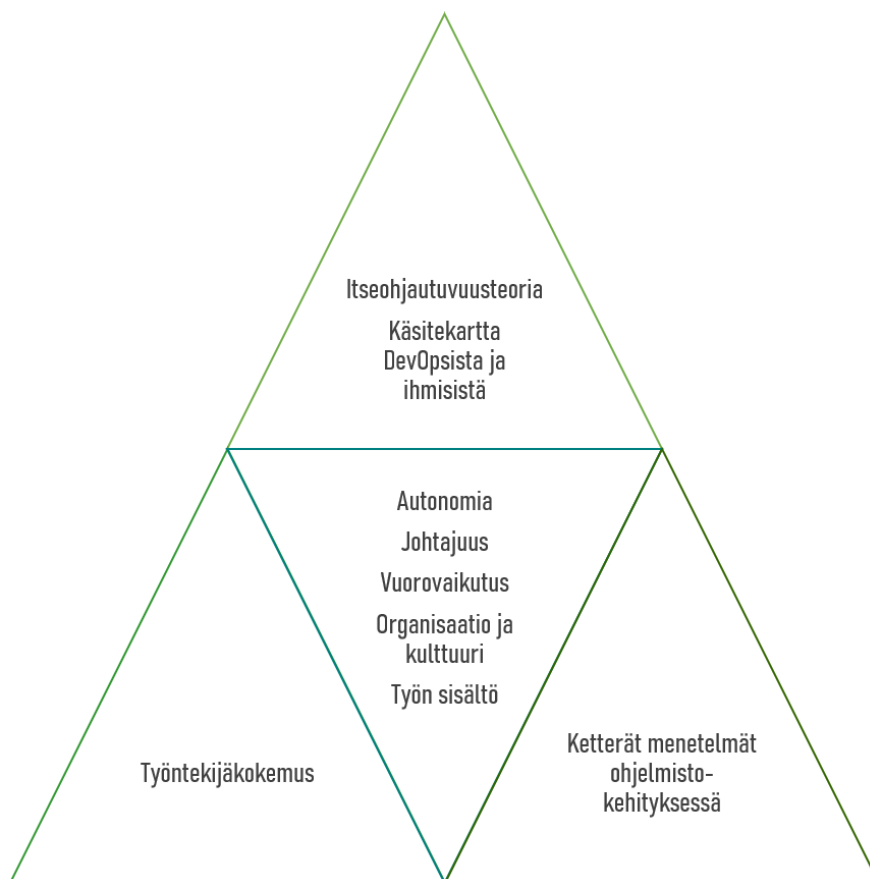 Itseohjautuvuusteoria
Käsitekartta
DevOpsista ja
ihmisistä
Autonomia
Johtajuus
Vuorovaikutus
Organisaatio ja
kulttuuri
Työn sisältö
Työntekijäkokemus
Ketterät menetelmät
ohjelmisto-
kehityksessä